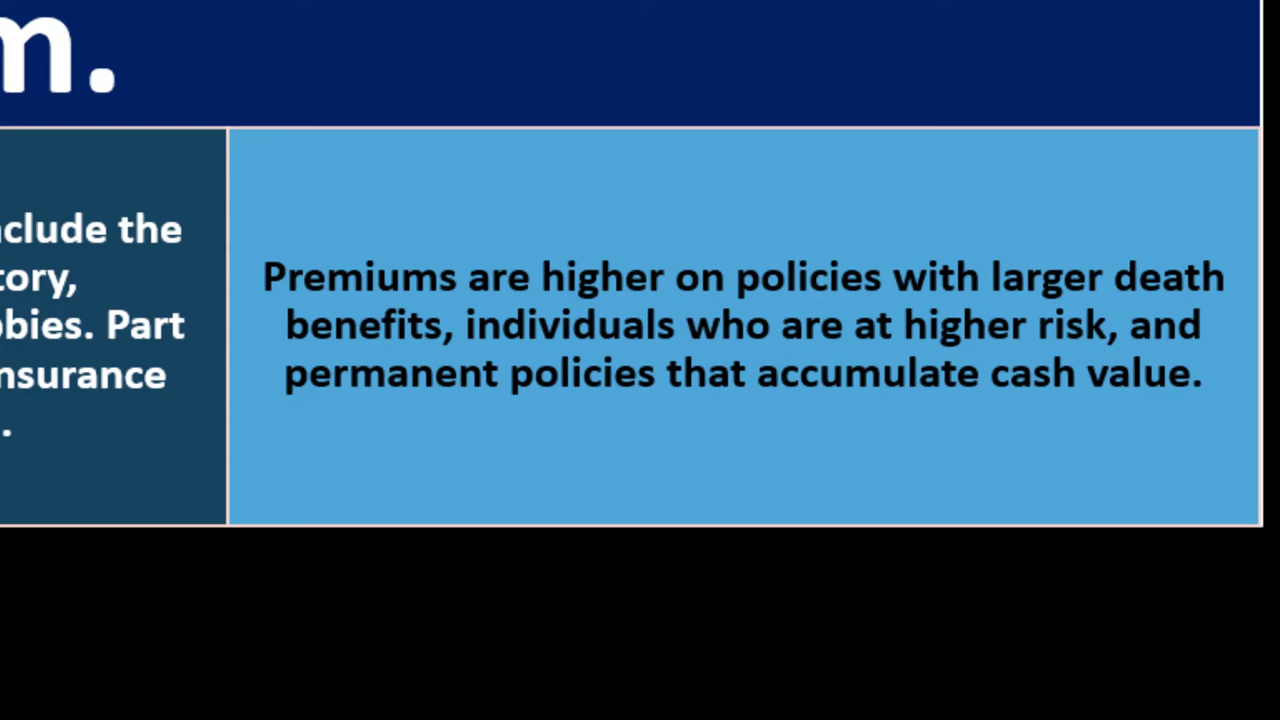 m.
nclude the
tory,
bbies. Part
nsurance
.
Premiums are higher on policies with larger death
benefits, individuals who are at higher risk, and
permanent policies that accumulate cash value.